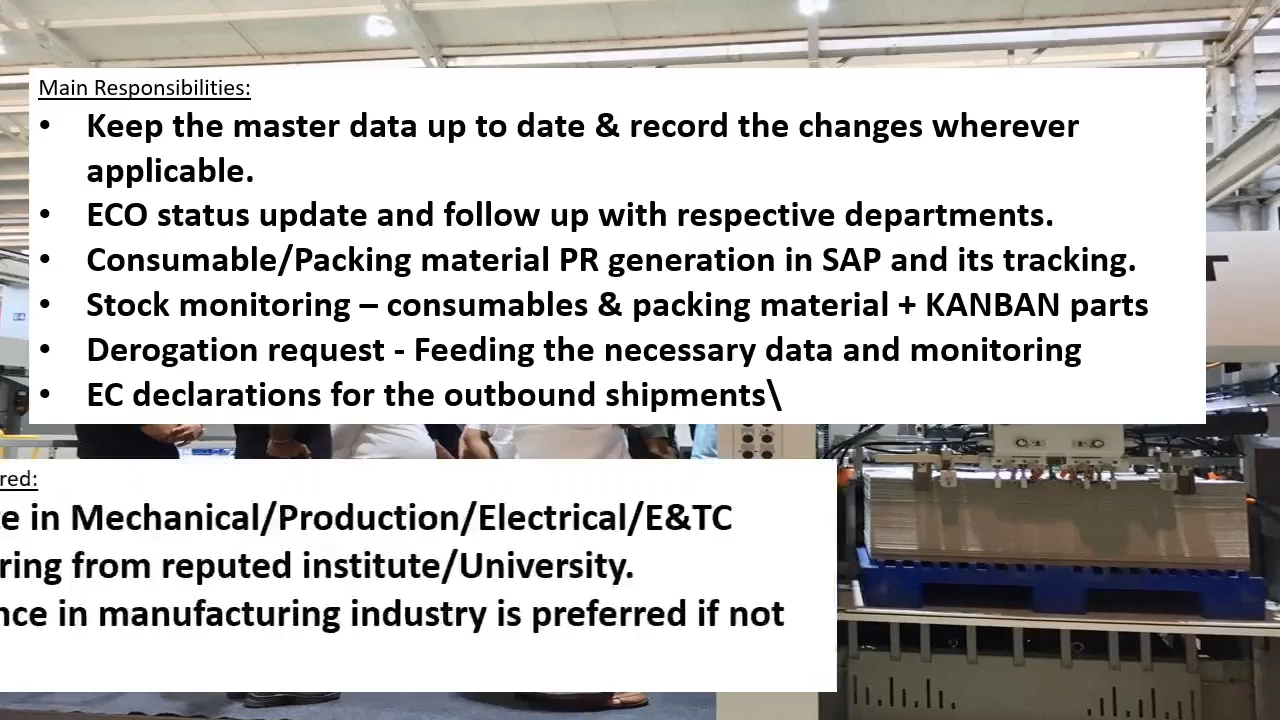 Main Responsibilities:
• Keep the master data up to date & record the changes wherever
applicable.
• ECO status update and follow up with respective departments.
• Consumable/Packing material PR generation in SAP and its tracking.
• Stock monitoring – consumables & packing material + KANBAN parts
• Derogation request - Feeding the necessary data and monitoring
• EC declarations for the outbound shipments\
red:
e in Mechanical/Production/Electrical/E&TC
ring from reputed institute/University.
nce in manufacturing industry is preferred if not